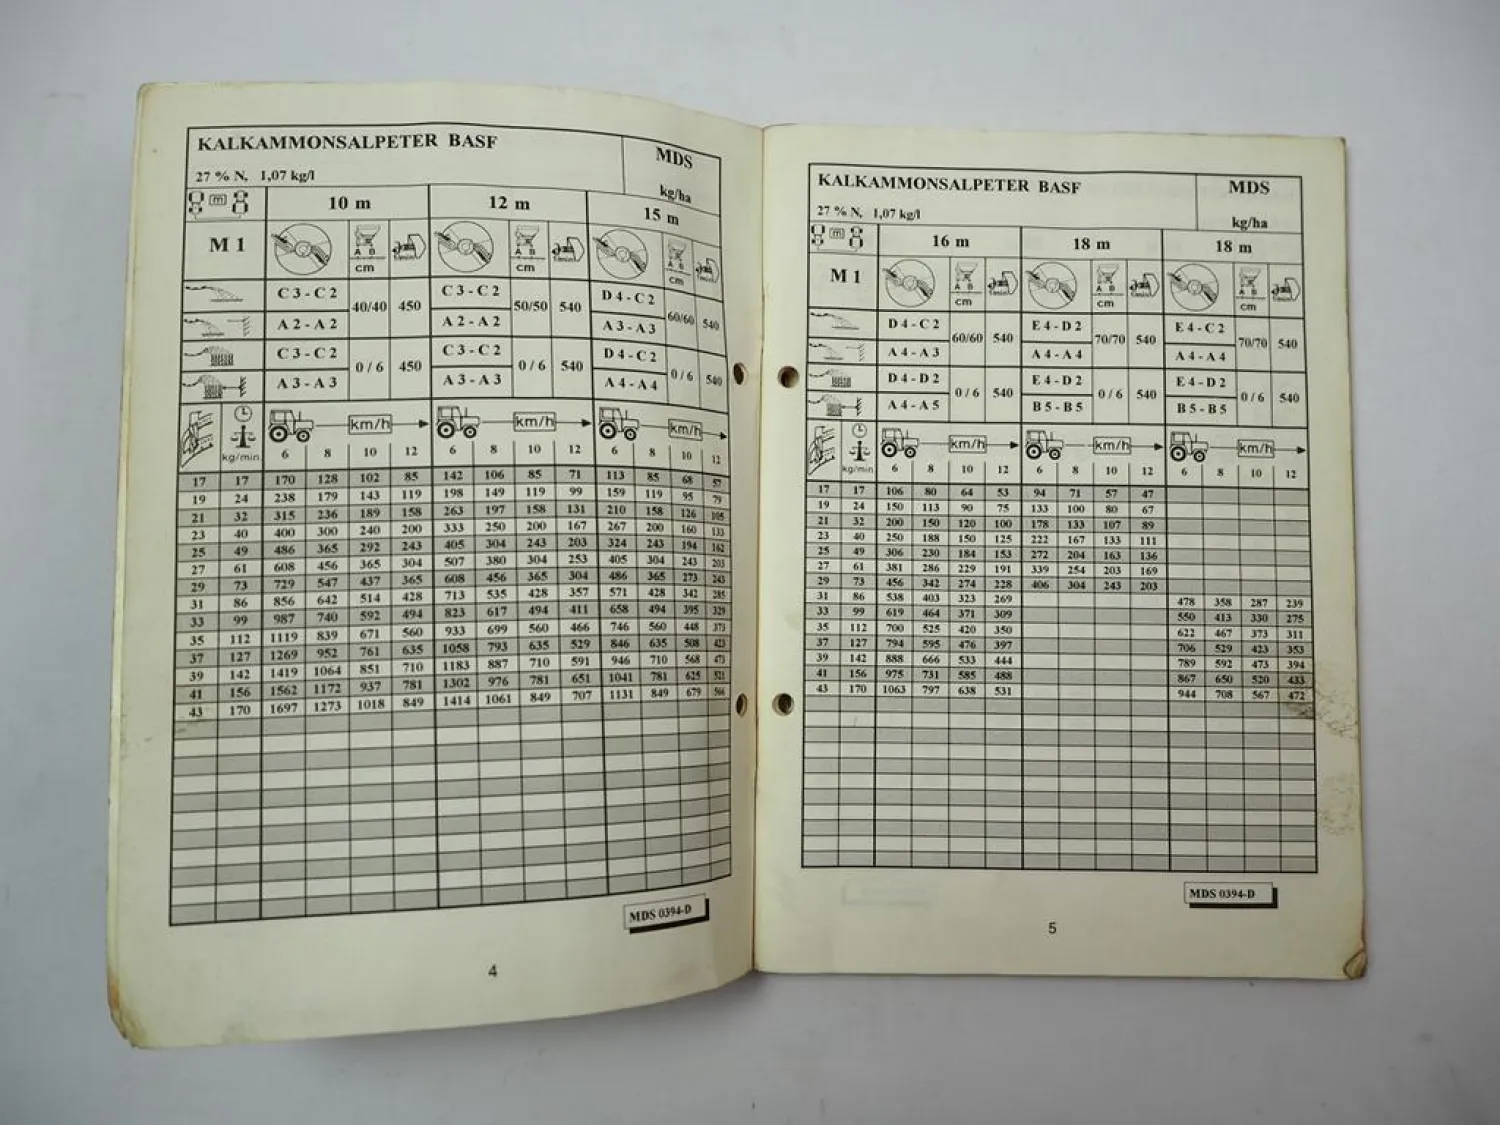 KALKAMMONSALPETER BASF MDS
27 % N, 1,07 kg/l kg/ha
m 10 m 12 m 15 m
M 1 A B cm A B cm A B cm
C 3 - C 2 40/40 450 C 3 - C 2 50/50 540 D 4 - C 2 60/60 540
A 2 - A 2 A 2 - A 2 A 3 - A 3
C 3 - C 2 0 / 6 450 C 3 - C 2 0 / 6 540 D 4 - C 2 0 / 6 540
A 3 - A 3 A 3 - A 3 A 4 - A 4
km/h km/h km/h
kg/min 6 8 10 12 6 8 10 12 6 8 10 12
17 17 170 128 102 85 142 106 85 71 113 85 68 57
19 24 238 179 143 119 198 149 119 99 159 119 95 79
21 32 315 236 189 158 263 197 158 131 210 158 126 105
23 40 400 300 240 200 333 250 200 167 267 200 160 133
25 49 486 365 292 243 405 304 243 203 324 243 194 162
27 61 608 456 365 304 507 380 304 253 405 304 243 203
29 73 729 547 437 365 608 456 365 304 486 365 273 243
31 86 856 642 514 428 713 535 428 357 571 428 342 285
33 99 987 740 592 494 823 617 494 411 658 494 395 329
35 112 1119 839 671 560 933 699 560 466 746 560 448 373
37 127 1269 952 761 635 1058 793 635 529 846 635 508 423
39 142 1419 1064 851 710 1183 887 710 591 946 710 568 473
41 156 1562 1172 937 781 1302 976 781 651 1041 781 625 521
43 170 1697 1273 1018 849 1414 1061 849 707 1131 849 679 566
MDS 0394-D
4
KALKAMMONSALPETER BASF MDS
27 % N, 1,07 kg/l kg/ha
m 16 m 18 m 18 m
M 1 A B cm A B cm A B cm
D 4 - C 2 60/60 540 E 4 - D 2 70/70 540 E 4 - C 2 70/70 540
A 4 - A 3 A 4 - A 4 A 4 - A 4
D 4 - D 2 0 / 6 540 E 4 - D 2 0 / 6 540 E 4 - D 2 0 / 6 540
A 4 - A 5 B 5 - B 5 B 5 - B 5
km/h km/h km/h
kg/min 6 8 10 12 6 8 10 12 6 8 10 12
17 17 106 80 64 53 94 71 57 47
19 24 150 113 90 75 133 100 80 67
21 32 200 150 120 100 178 133 107 89
23 40 250 188 150 125 222 167 133 111
25 49 306 230 184 153 272 204 163 136
27 61 381 286 229 191 339 254 203 169
29 73 456 342 274 228 406 304 243 203
31 86 538 403 323 269 478 358 287 239
33 99 619 464 371 309 550 413 330 275
35 112 700 525 420 350 622 467 373 311
37 127 794 595 476 397 706 529 423 353
39 142 888 666 533 444 789 592 473 394
41 156 975 731 585 488 867 650 520 433
43 170 1063 797 638 531 944 708 567 472
MDS 0394-D
5